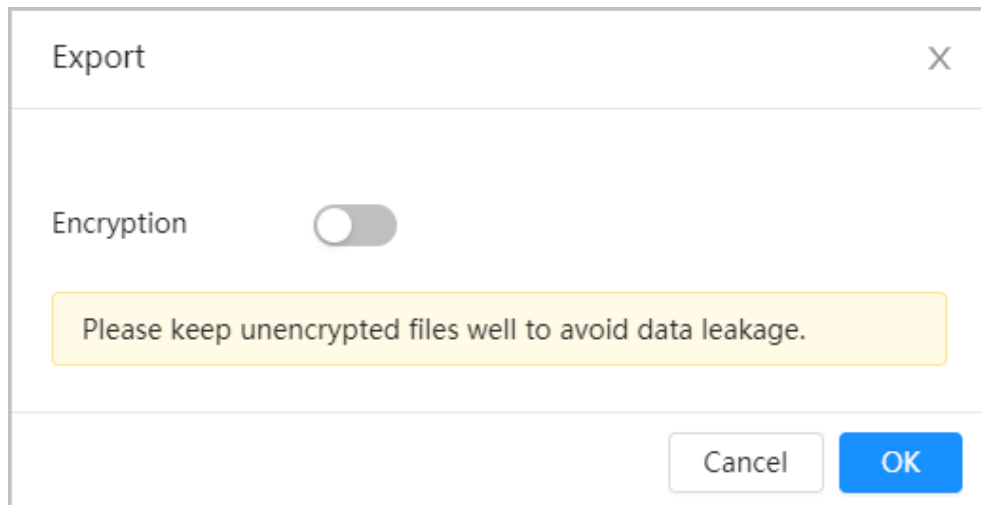 Export
Encryption
Please keep unencrypted files well to avoid data leakage.
Cancel
OK